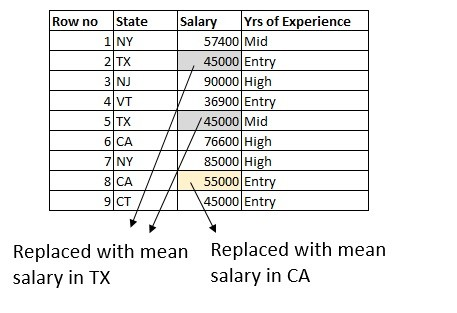 Row no State Salary Yrs of Experience
1 NY 57400 Mid
2 TX 45000 Entry
3 NJ 90000 High
4 VT 36900 Entry
5 TX 45000 Mid
6 CA 76600 High
7 NY 85000 High
8 CA 55000 Entry
9 CT 45000 Entry
Replaced with mean
salary in TX
Replaced with mean
salary in CA